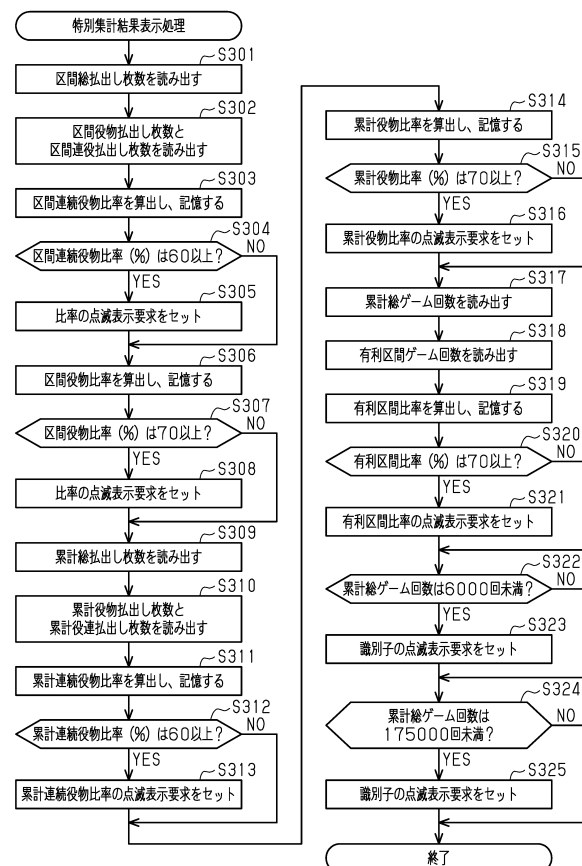 特別集計結果表示処理
S301
区間総払出し枚数を読み出す
S302
区間役物払出し枚数と
区間連役払出し枚数を読み出す
S303
区間連続役物比率を算出し、記憶する
S304
区間連続役物比率(%)は60以上?
NO
YES
S305
比率の点滅表示要求をセット
S306
区間役物比率を算出し、記憶する
S307
区間役物比率(%)は70以上?
NO
YES
S308
比率の点滅表示要求をセット
S309
累計総払出し枚数を読み出す
S310
累計役物払出し枚数と
累計役連払出し枚数を読み出す
S311
累計連続役物比率を算出し、記憶する
S312
累計連続役物比率(%)は60以上?
NO
YES
S313
累計連続役物比率の点滅表示要求をセット
S314
累計役物比率を算出し、記憶する
S315
累計役物比率(%)は70以上?
NO
YES
S316
累計役物比率の点滅表示要求をセット
S317
累計総ゲーム回数を読み出す
S318
有利区間ゲーム回数を読み出す
S319
有利区間比率を算出し、記憶する
S320
有利区間比率(%)は70以上?
NO
YES
S321
有利区間比率の点滅表示要求をセット
S322
累計総ゲーム回数は6000回未満?
NO
YES
S323
識別子の点滅表示要求をセット
S324
累計総ゲーム回数は
175000回未満?
NO
YES
S325
識別子の点滅表示要求をセット
終了